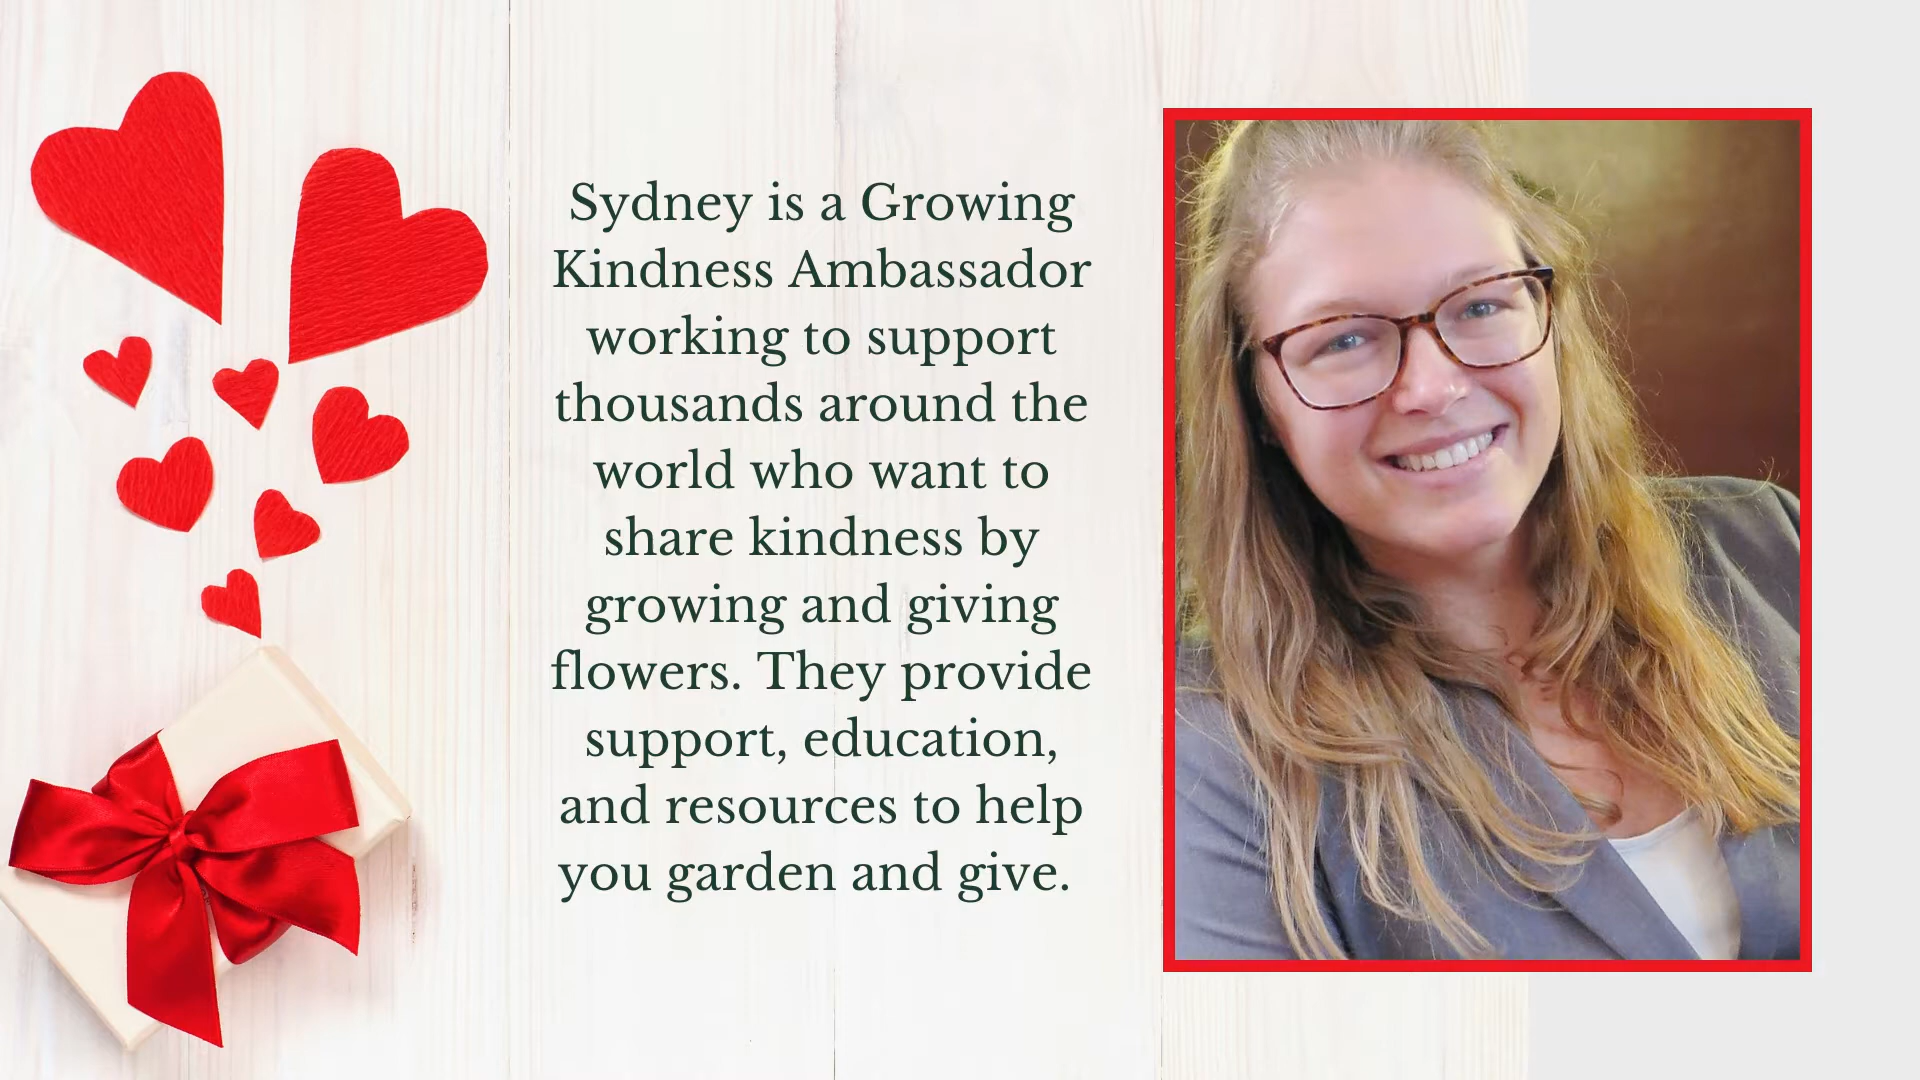 Sydney is a Growing
Kindness Ambassador
working to support
thousands around the
world who want to
share kindness by
growing and giving
flowers. They provide
support, education,
and resources to help
you garden and give.